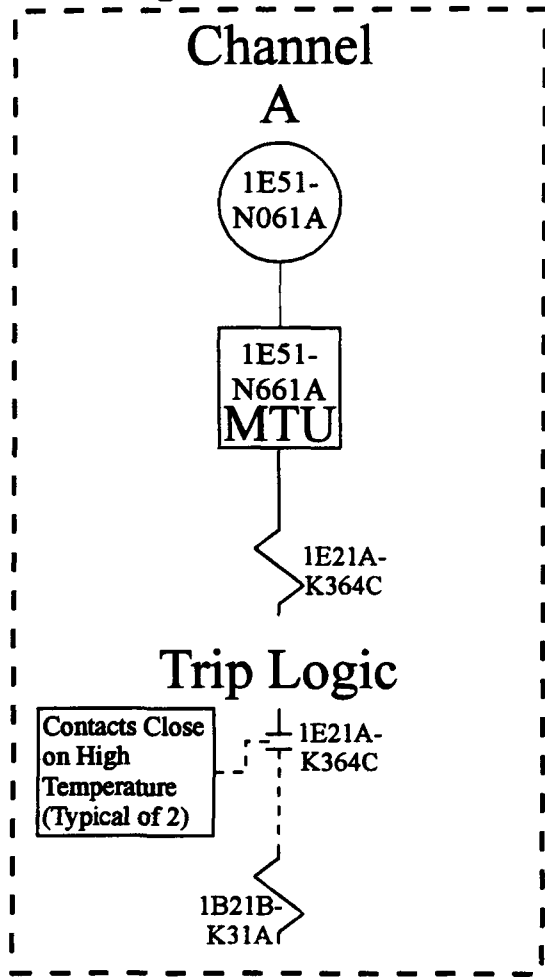 Channel
A
1E51-
N061A
1E51-
N661A
MTU
1E21A-
K364C
Trip Logic
Contacts Close
on High
Temperature
(Typical of 2)
1E21A-
K364C
1B21B-
K31A